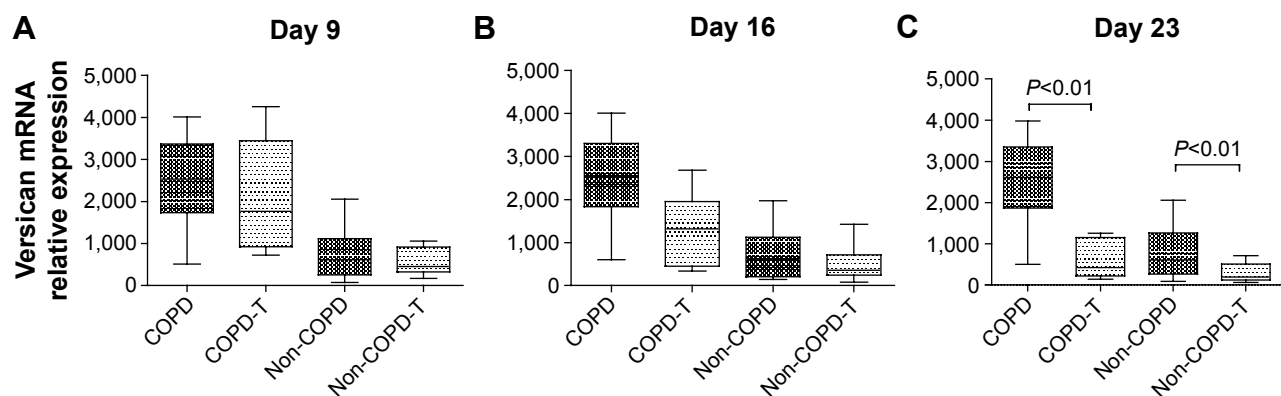 A
Day 9
Versican mRNA
relative expression
5,000
4,000
3,000
2,000
1,000
0
COPD
COPD-T
Non-COPD
Non-COPD-T
B
Day 16
5,000
4,000
3,000
2,000
1,000
0
COPD
COPD-T
Non-COPD
Non-COPD-T
C
Day 23
5,000
4,000
3,000
2,000
1,000
0
P<0.01
P<0.01
COPD
COPD-T
Non-COPD
Non-COPD-T